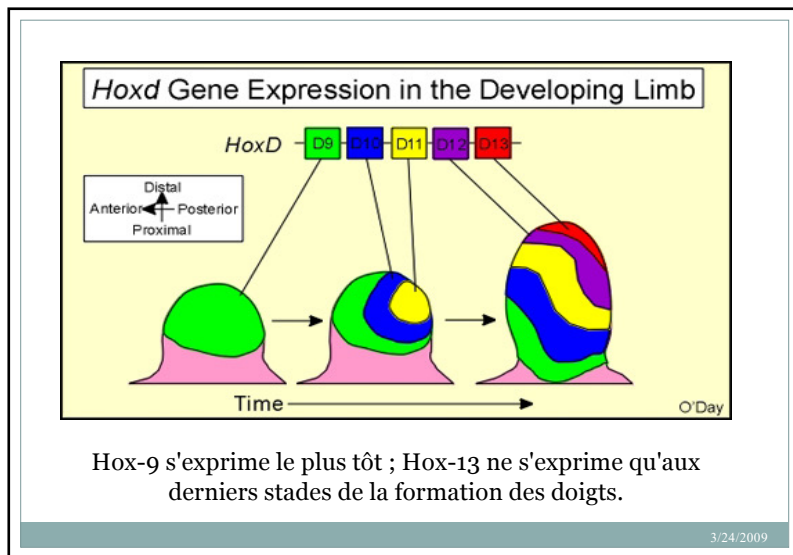 Hoxd Gene Expression in the Developing Limb
HoxD D9 D10 D11 D12 D13
Distal
Anterior Posterior
Proximal
Time
O'Day
Hox-9 s'exprime le plus tôt ; Hox-13 ne s'exprime qu'aux
derniers stades de la formation des doigts.
3/24/2009